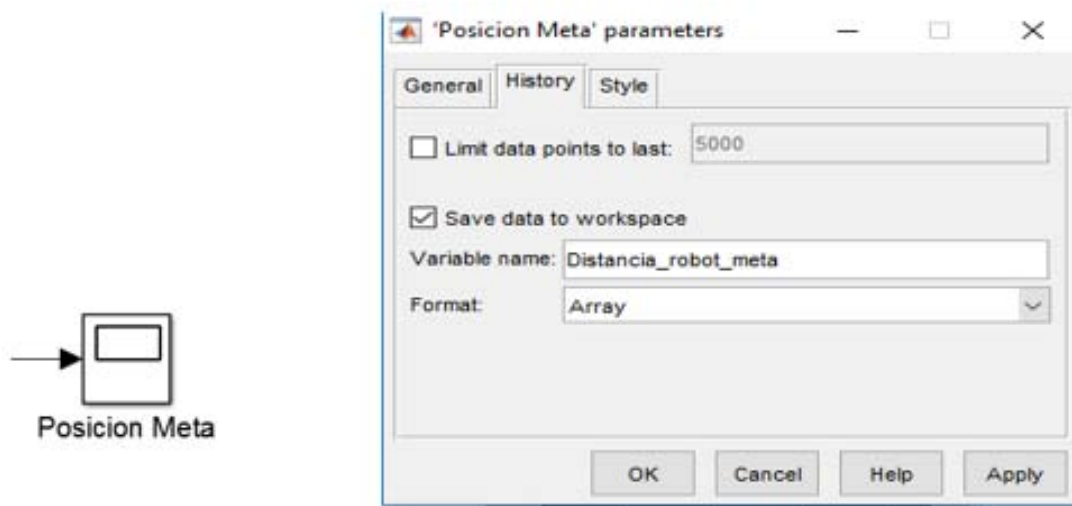 'Posicion Meta' parameters
General History Style
Limit data points to last: 5000
Save data to workspace
Variable name: Distancia_robot_meta
Format: Array
Posicion Meta
OK Cancel Help Apply